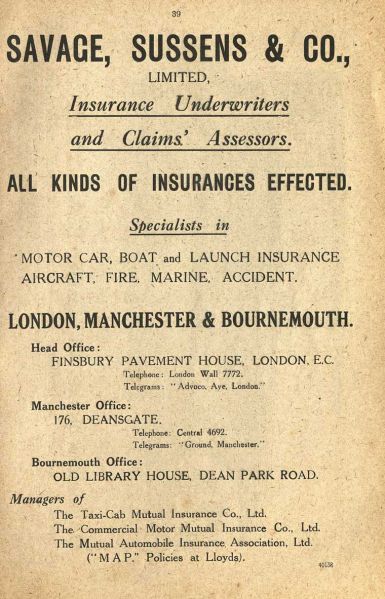 39
SAVAGE, SUSSENS & CO.,
LIMITED,
Insurance Underwriters
and Claims' Assessors.
ALL KINDS OF INSURANCES EFFECTED.
Specialists in
MOTOR CAR, BOAT and LAUNCH INSURANCE
AIRCRAFT, FIRE, MARINE, ACCIDENT.
LONDON, MANCHESTER & BOURNEMOUTH.
Head Office:
FINSBURY PAVEMENT HOUSE, LONDON, E.C.
Telephone: London Wall 7772.
Telegrams: "Advoco, Aye, London."
Manchester Office:
176, DEANSGATE.
Telephone: Central 4692.
Telegrams: "Ground, Manchester."
Bournemouth Office:
OLD LIBRARY HOUSE, DEAN PARK ROAD.
Managers of
The Taxi-Cab Mutual Insurance Co., Ltd.
The Commercial Motor Mutual Insurance Co., Ltd.
The Mutual Automobile Insurance Association, Ltd.
("M.A.P." Policies at Lloyds).